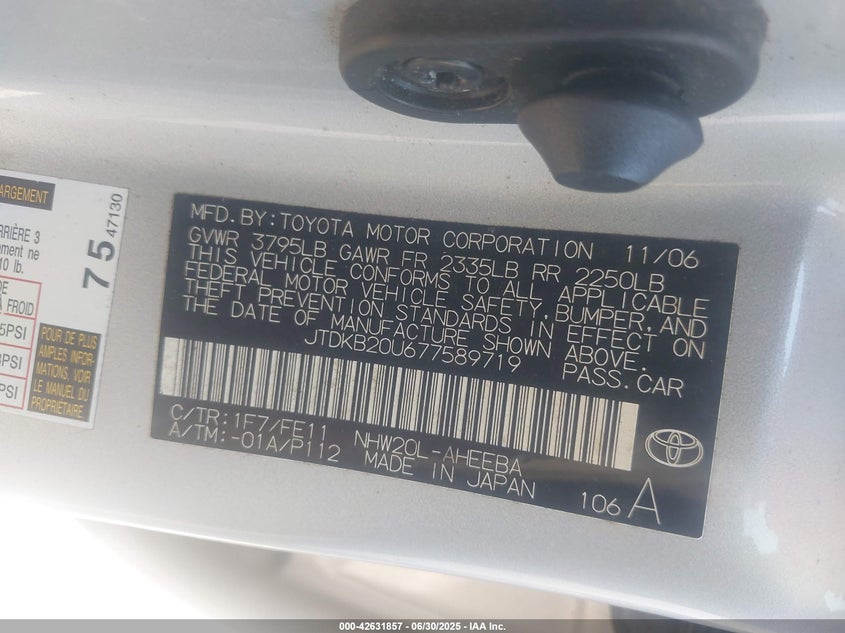 ARGEMENT
RRIÈRE 3
ement ne
10 lb.
DE
À FROID
5PSI
PSI
PSI
POUR DE PLUS
AMPLES INFOR-
MATIONS, VOIR
LE MANUEL DU
PROPRIÉTAIRE.
75
47130
MFD.BY:TOYOTA MOTOR CORPORATION 11/06
GVWR 3795LB GAWR FR 2335LB RR 2250LB
THIS VEHICLE CONFORMS TO ALL APPLICABLE
FEDERAL MOTOR VEHICLE SAFETY,BUMPER,AND
THEFT PREVENTION STANDARDS IN EFFECT ON
THE DATE OF MANUFACTURE SHOWN ABOVE.
JTDKB20U677589719 PASS.CAR
C/TR:1F7/FE11 NHW20L-AHEEBA
A/TM:-01A/P112 MADE IN JAPAN
106 A
000-42631857 - 06/30/2025 - IAA Inc.